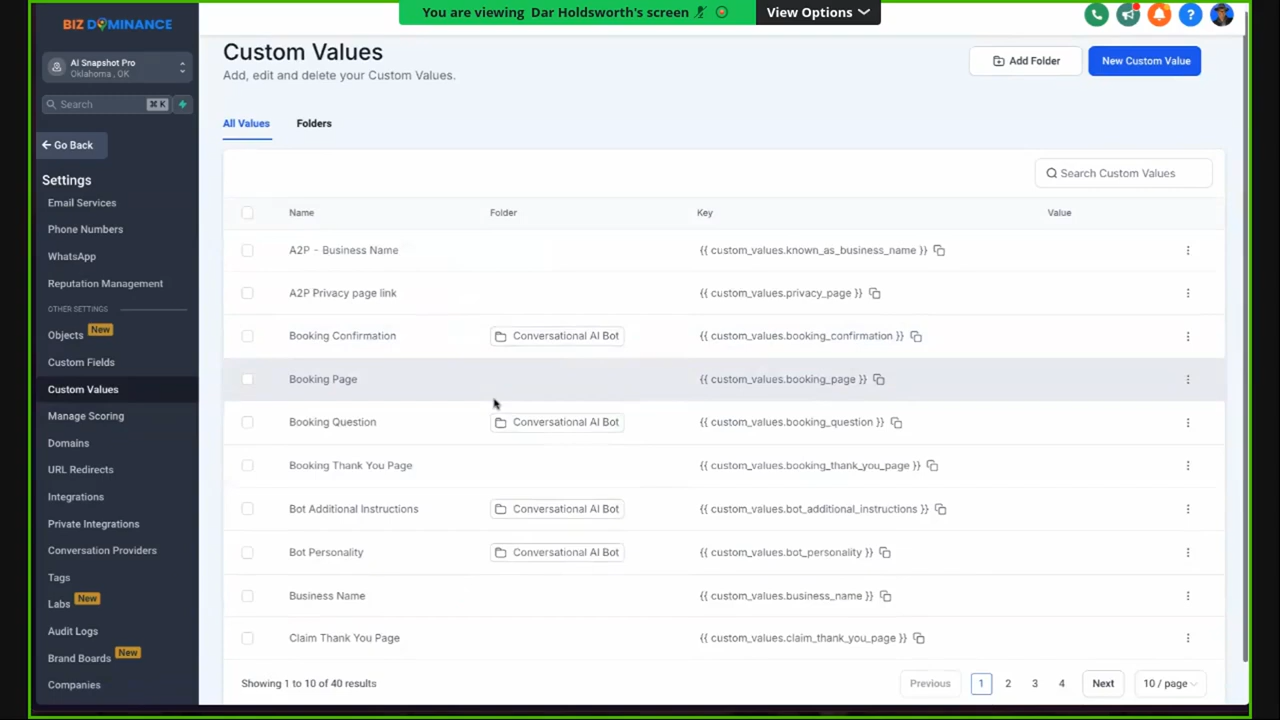 You are viewing Dar Holdsworth's screen
View Options
BIZ DOMINANCE
AI Snapshot Pro
Oklahoma , OK
Search
⌘ K
Go Back
Settings
Email Services
Phone Numbers
WhatsApp
Reputation Management
OTHER SETTINGS
Objects New
Custom Fields
Custom Values
Manage Scoring
Domains
URL Redirects
Integrations
Private Integrations
Conversation Providers
Tags
Labs New
Audit Logs
Brand Boards New
Companies
Custom Values
Add, edit and delete your Custom Values.
Add Folder
New Custom Value
All Values Folders
Search Custom Values
Name Folder Key Value
A2P - Business Name {{ custom_values.known_as_business_name }}
A2P Privacy page link {{ custom_values.privacy_page }}
Booking Confirmation Conversational AI Bot {{ custom_values.booking_confirmation }}
Booking Page {{ custom_values.booking_page }}
Booking Question Conversational AI Bot {{ custom_values.booking_question }}
Booking Thank You Page {{ custom_values.booking_thank_you_page }}
Bot Additional Instructions Conversational AI Bot {{ custom_values.bot_additional_instructions }}
Bot Personality Conversational AI Bot {{ custom_values.bot_personality }}
Business Name {{ custom_values.business_name }}
Claim Thank You Page {{ custom_values.claim_thank_you_page }}
Showing 1 to 10 of 40 results
Previous 1 2 3 4 Next 10 / page